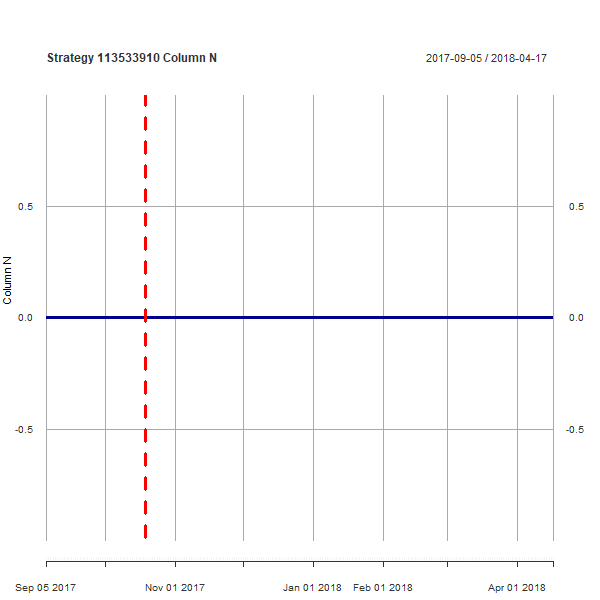 Strategy 113533910 Column N
2017-09-05 / 2018-04-17
0.5
0.5
Column N
0.0
0.0
-0.5
-0.5
Sep 05 2017
Nov 01 2017
Jan 01 2018
Feb 01 2018
Apr 01 2018